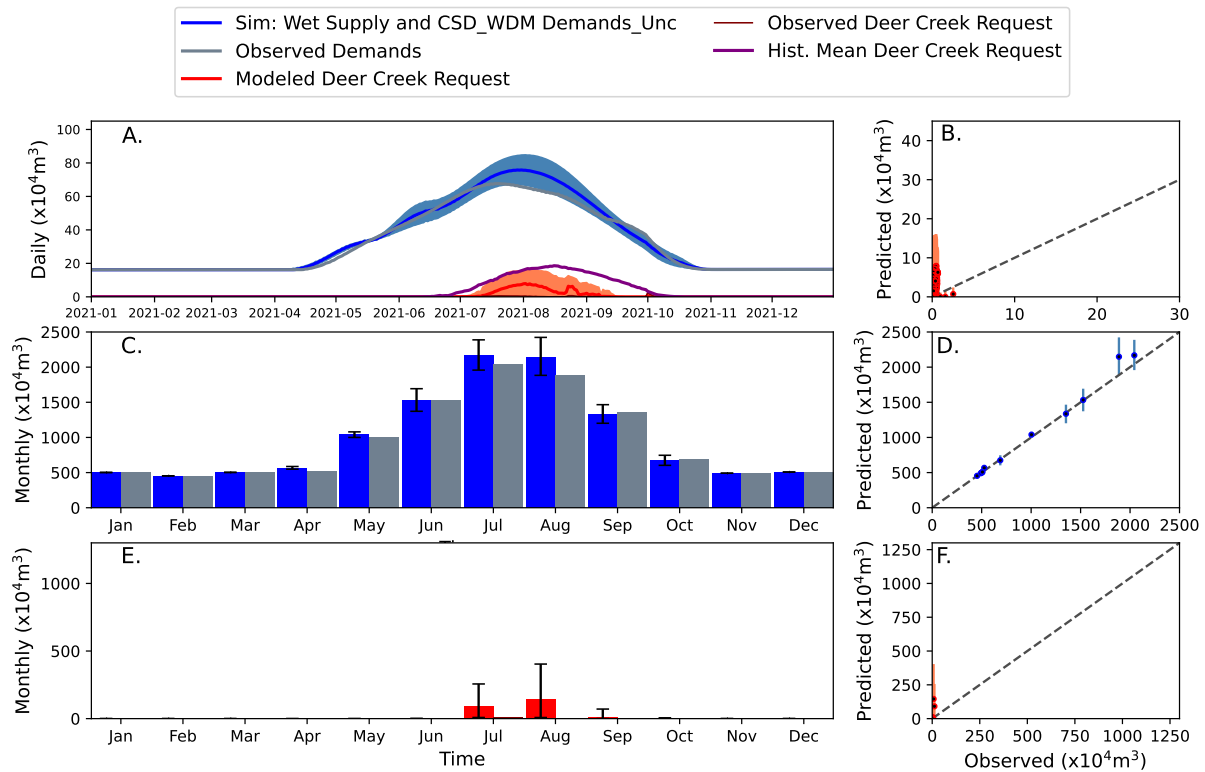 Sim: Wet Supply and CSD_WDM Demands_Unc
Observed Demands
Modeled Deer Creek Request
Observed Deer Creek Request
Hist. Mean Deer Creek Request
A.
Daily (x10⁴m³)
100
80
60
40
20
0
2021-01 2021-02 2021-03 2021-04 2021-05 2021-06 2021-07 2021-08 2021-09 2021-10 2021-11 2021-12
B.
Predicted (x10⁴m³)
40
30
20
10
0
0 10 20 30
C.
Monthly (x10⁴m³)
2500
2000
1500
1000
500
0
Jan Feb Mar Apr May Jun Jul Aug Sep Oct Nov Dec
D.
Predicted (x10⁴m³)
2500
2000
1500
1000
500
0
0 500 1000 1500 2000 2500
E.
Monthly (x10⁴m³)
1000
500
0
Jan Feb Mar Apr May Jun Jul Aug Sep Oct Nov Dec
Time
F.
Predicted (x10⁴m³)
1250
1000
750
500
250
0
0 250 500 750 1000 1250
Observed (x10⁴m³)